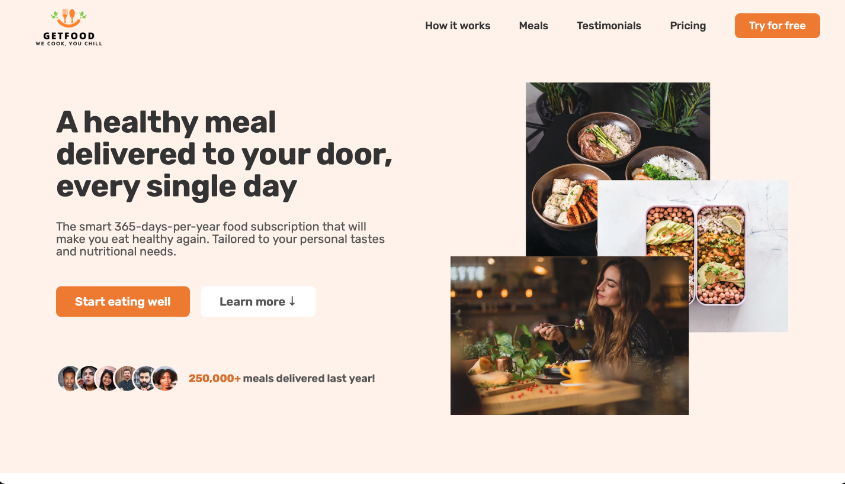 GETFOOD
WE COOK, YOU CHILL
How it works
Meals
Testimonials
Pricing
Try for free
A healthy meal
delivered to your door,
every single day
The smart 365-days-per-year food subscription that will
make you eat healthy again. Tailored to your personal tastes
and nutritional needs.
Start eating well
Learn more ↓
250,000+ meals delivered last year!